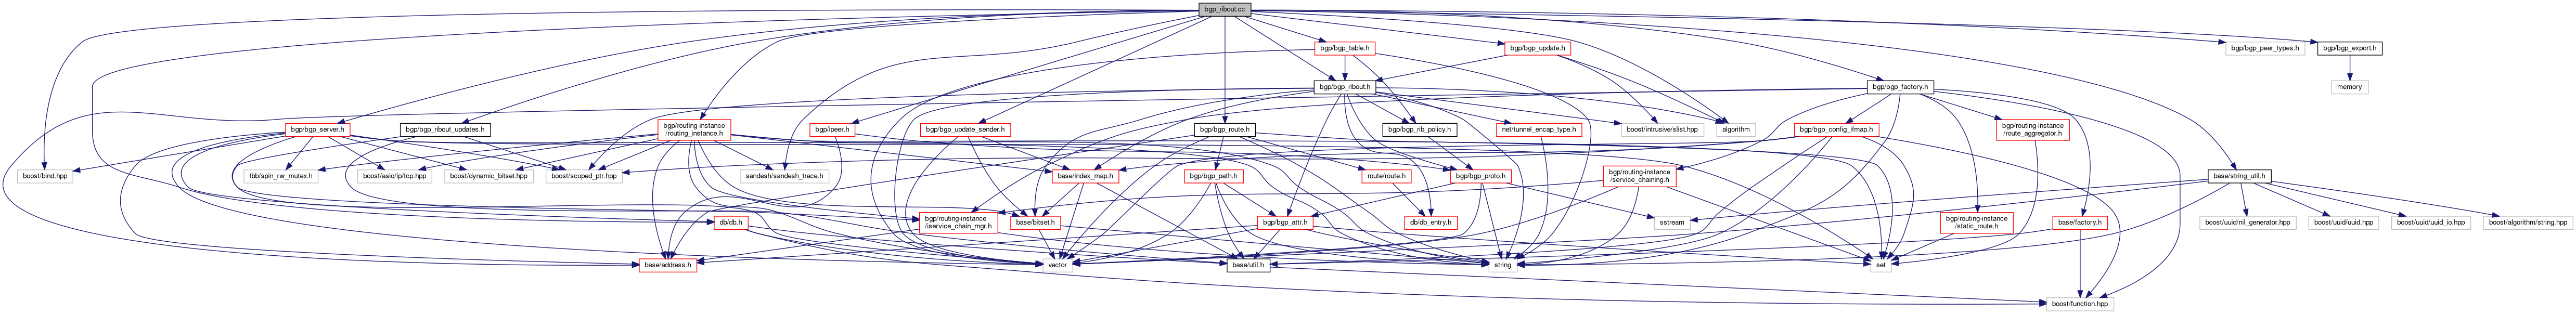 bgp_ribout.cc
bgp/bgp_table.h
bgp/bgp_update.h
bgp/bgp_peer_types.h
bgp/bgp_export.h
bgp/bgp_ribout.h
bgp/bgp_factory.h
memory
bgp/bgp_server.h
bgp/bgp_ribout_updates.h
bgp/routing-instance
/routing_instance.h
bgp/ipeer.h
bgp/bgp_update_sender.h
bgp/bgp_route.h
bgp/bgp_rib_policy.h
net/tunnel_encap_type.h
boost/intrusive/slist.hpp
algorithm
bgp/bgp_config_ifmap.h
bgp/routing-instance
/route_aggregator.h
boost/bind.hpp
tbb/spin_rw_mutex.h
boost/asio/ip/tcp.hpp
boost/dynamic_bitset.hpp
boost/scoped_ptr.hpp
sandesh/sandesh_trace.h
base/index_map.h
bgp/bgp_path.h
route/route.h
bgp/bgp_proto.h
bgp/routing-instance
/service_chaining.h
base/string_util.h
db/db.h
bgp/routing-instance
/iservice_chain_mgr.h
base/bitset.h
bgp/bgp_attr.h
db/db_entry.h
sstream
bgp/routing-instance
/static_route.h
base/factory.h
boost/uuid/nil_generator.hpp
boost/uuid/uuid.hpp
boost/uuid/uuid_io.hpp
boost/algorithm/string.hpp
base/address.h
vector
base/util.h
string
set
boost/function.hpp